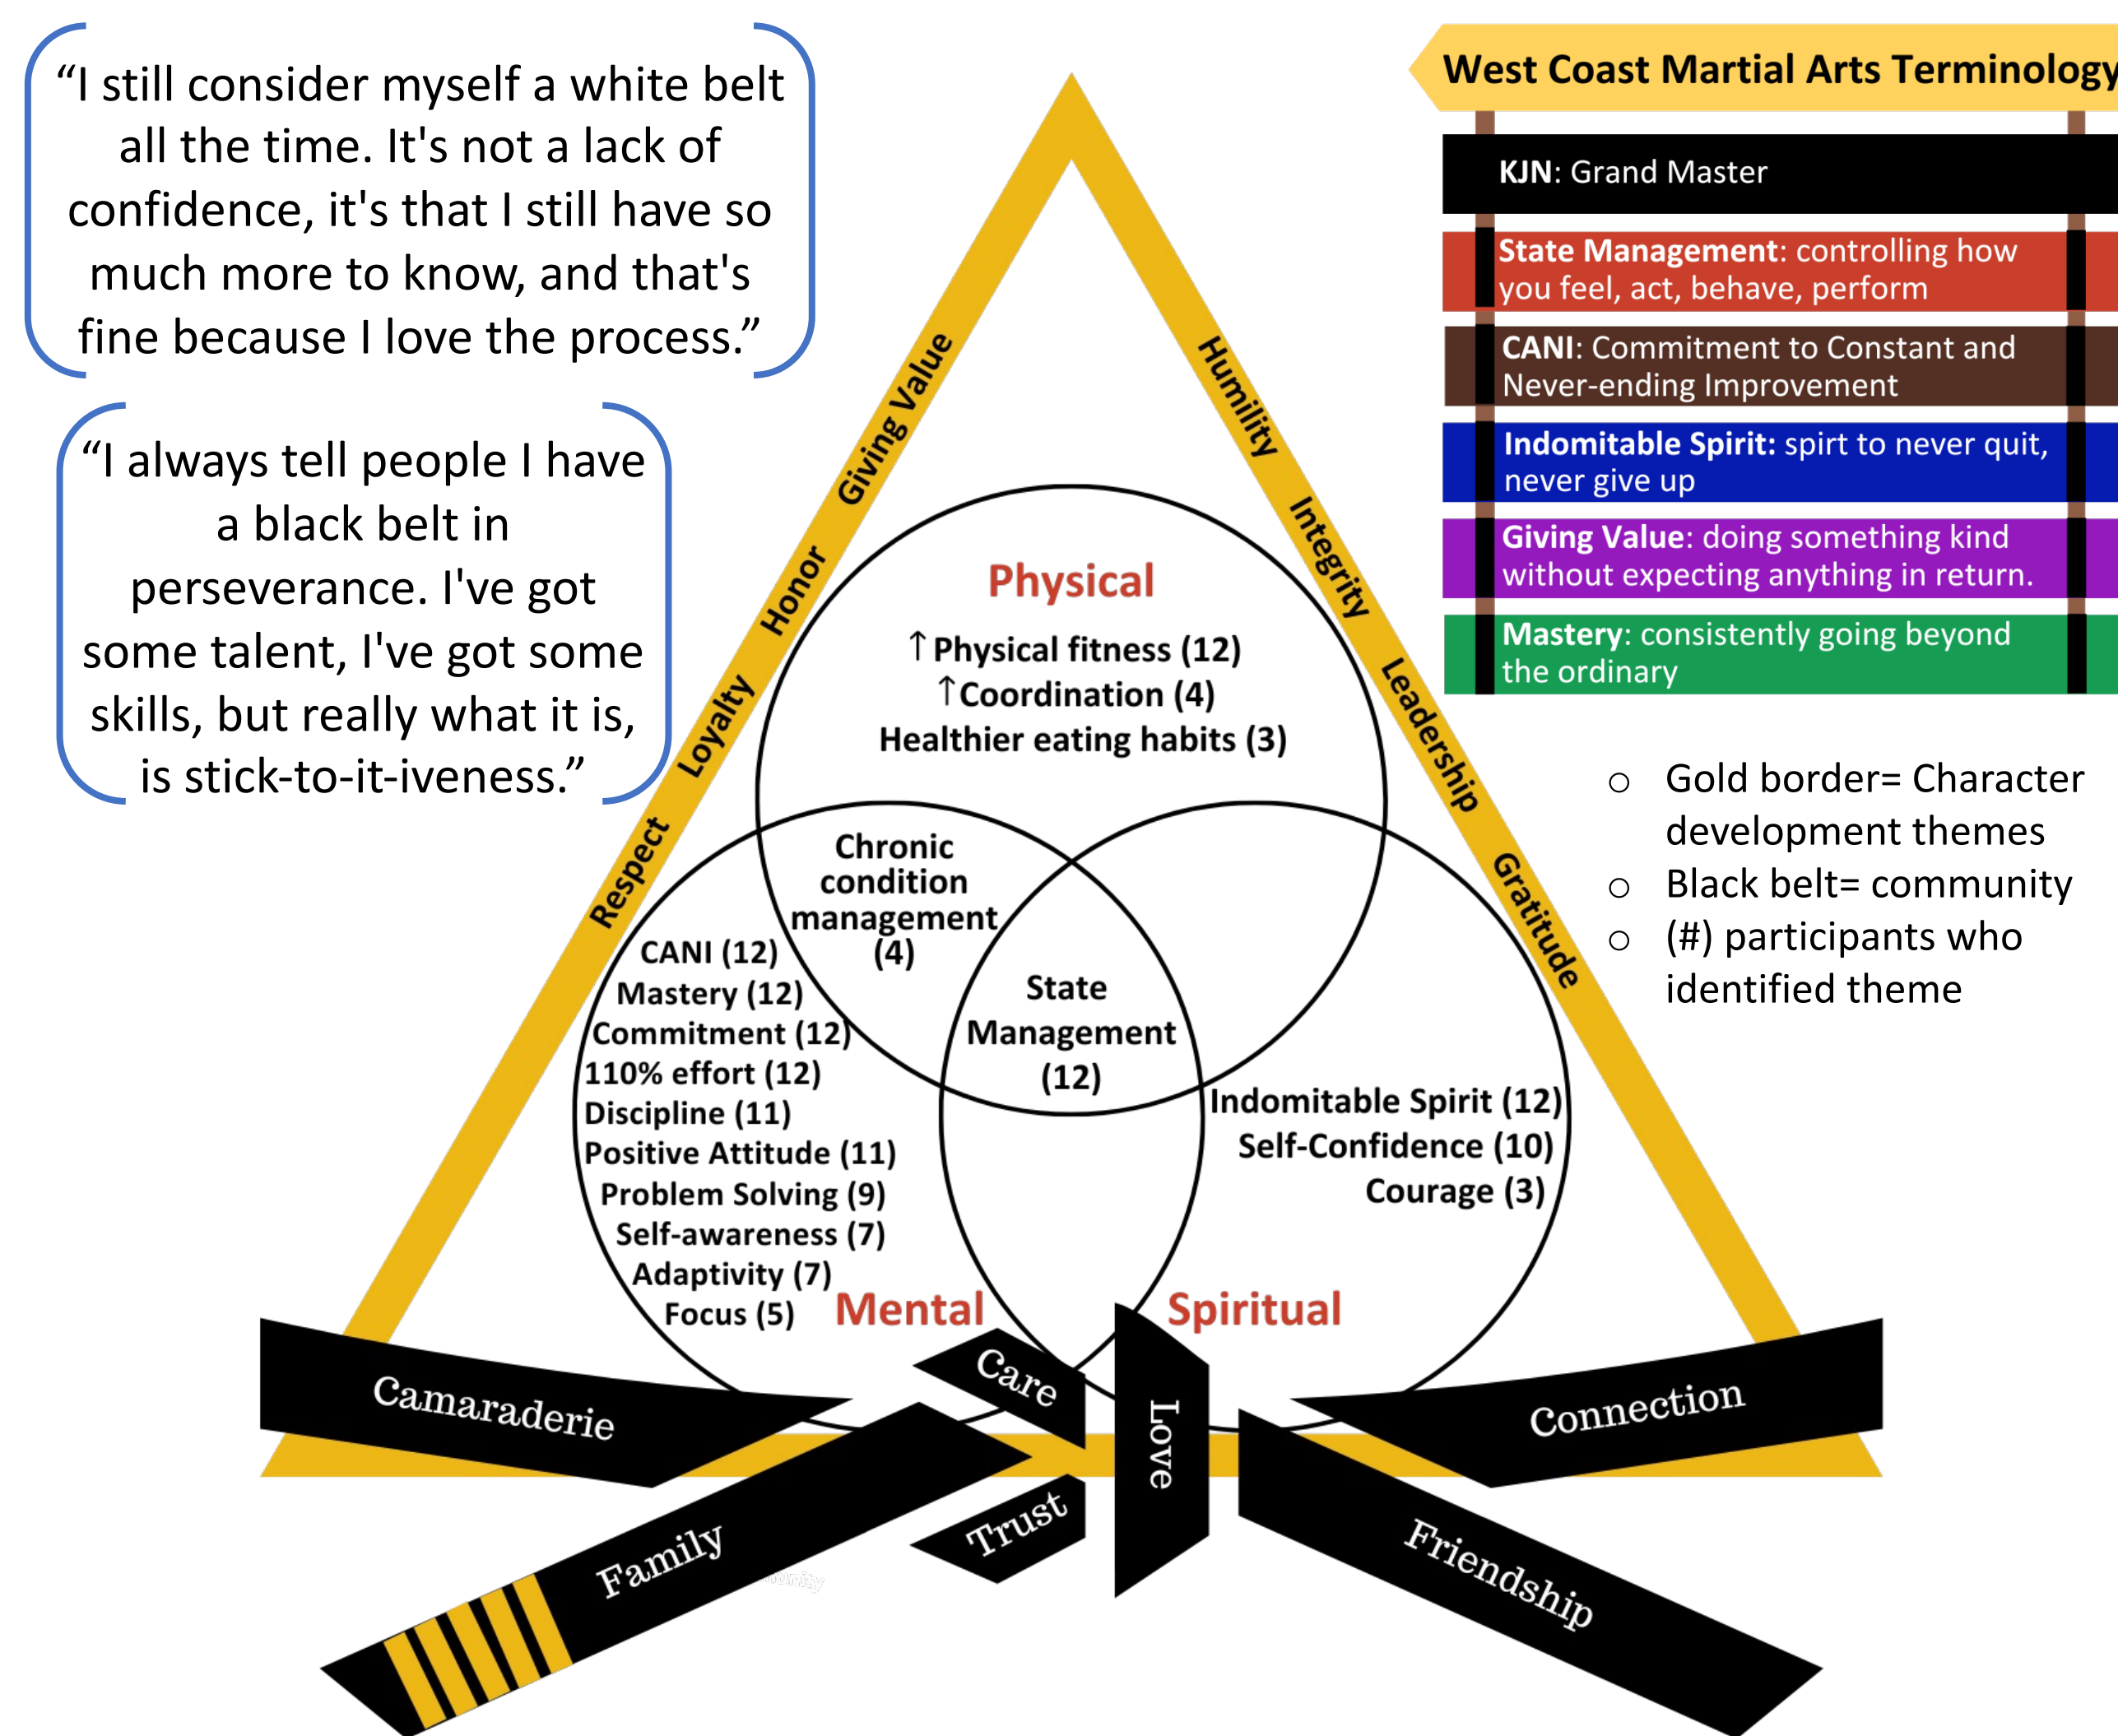 “I still consider myself a white belt
all the time. It's not a lack of
confidence, it's that I still have so
much more to know, and that's
fine because I love the process.”
“I always tell people I have
a black belt in
perseverance. I've got
some talent, I've got some
skills, but really what it is,
is stick-to-it-iveness.”
West Coast Martial Arts Terminology
KJN: Grand Master
State Management: controlling how
you feel, act, behave, perform
CANI: Commitment to Constant and
Never-ending Improvement
Indomitable Spirit: spirt to never quit,
never give up
Giving Value: doing something kind
without expecting anything in return.
Mastery: consistently going beyond
the ordinary
○ Gold border= Character
development themes
○ Black belt= community
○ (#) participants who
identified theme
Respect
Loyalty
Honor
Giving Value
Humility
Integrity
Leadership
Gratitude
Physical
↑Physical fitness (12)
↑Coordination (4)
Healthier eating habits (3)
Chronic
condition
management
(4)
State
Management
(12)
CANI (12)
Mastery (12)
Commitment (12)
110% effort (12)
Discipline (11)
Positive Attitude (11)
Problem Solving (9)
Self-awareness (7)
Adaptivity (7)
Focus (5)
Mental
Indomitable Spirit (12)
Self-Confidence (10)
Courage (3)
Spiritual
Camaraderie
Care
Love
Connection
Family
Trust
Friendship